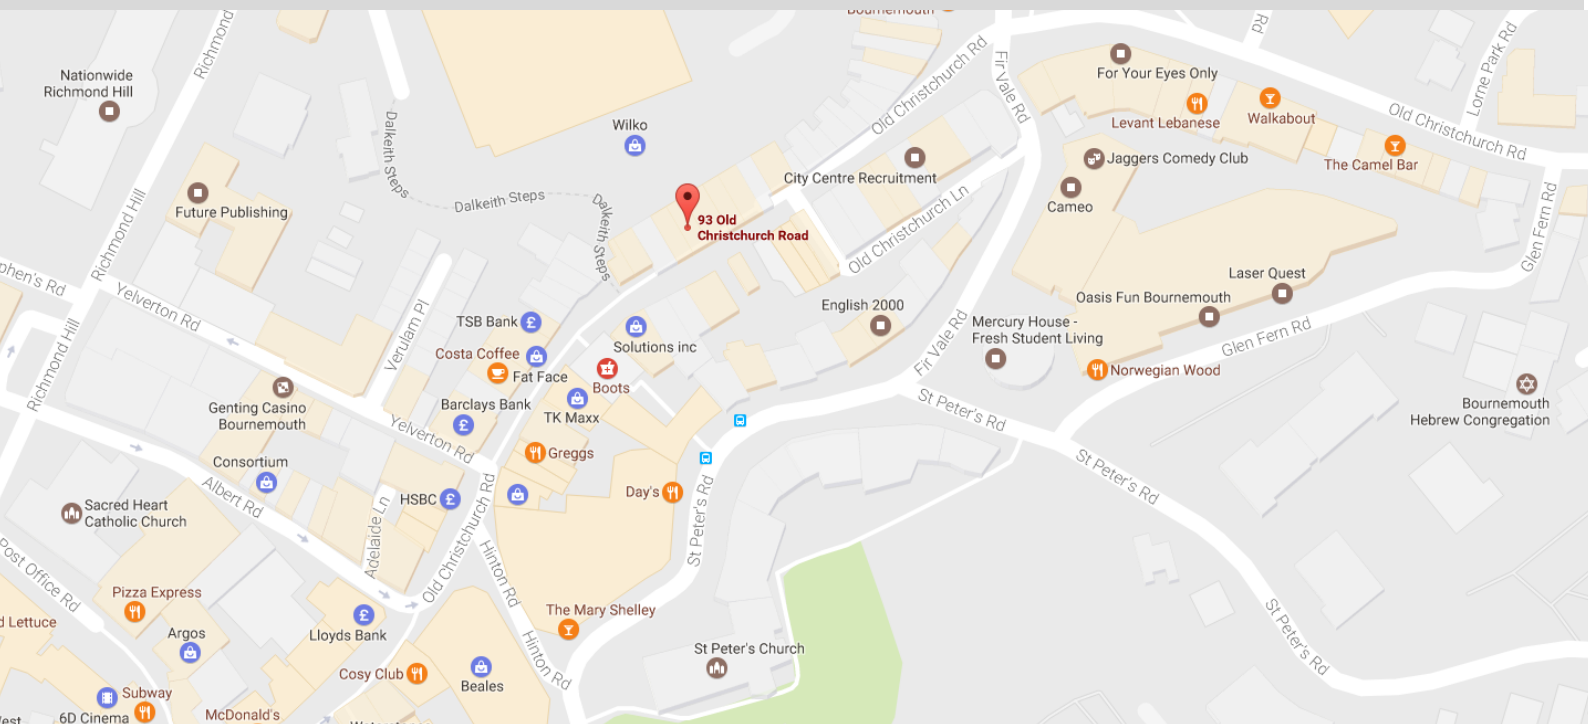 Bournemouth
Richmond
Rd
Fir Vale Rd
Old Christchurch Rd
For Your Eyes Only
Lorne Park Rd
Nationwide
Richmond Hill
Levant Lebanese
Walkabout
Old Christchurch Rd
Wilko
Dalkeith Steps
The Camel Bar
Jaggers Comedy Club
City Centre Recruitment
Cameo
Future Publishing
Dalkeith Steps
Dalkeith Steps
93 Old
Christchurch Road
Old Christchurch Ln
Glen Fern Rd
Richmond Hill
phen's Rd
Yelverton Rd
Verulam Pl
Laser Quest
Oasis Fun Bournemouth
English 2000
TSB Bank
Mercury House -
Fresh Student Living
Solutions inc
Costa Coffee
Fat Face
Fir Vale Rd
Glen Fern Rd
Richmond Hill
Norwegian Wood
Boots
Genting Casino
Bournemouth
Barclays Bank
TK Maxx
St Peter's Rd
Bournemouth
Hebrew Congregation
Yelverton Rd
Greggs
Consortium
St Peter's Rd
Albert Rd
HSBC
Day's
Sacred Heart
Catholic Church
Adelaide Ln
Old Christchurch Rd
St Peter's Rd
Post Office Rd
Hinton Rd
Pizza Express
d Lettuce
The Mary Shelley
St Peter's Rd
Argos
Lloyds Bank
Hinton Rd
St Peter's Church
Cosy Club
Beales
Subway
6D Cinema
McDonald's